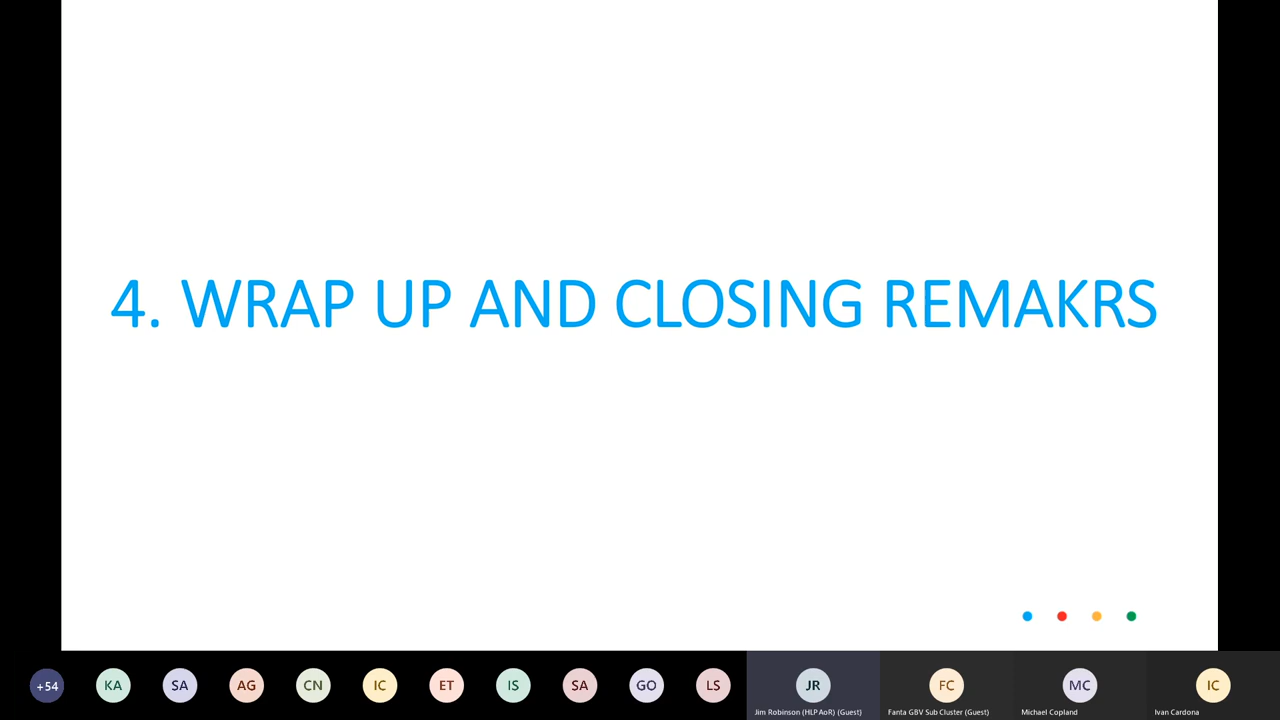 4. WRAP UP AND CLOSING REMAKRS
+54 KA SA AG CN IC ET IS SA GO LS JR FC MC IC
Jim Robinson (HLP AoR) (Guest) Fanta GBV Sub Cluster (Guest) Michael Copland Ivan Cardona